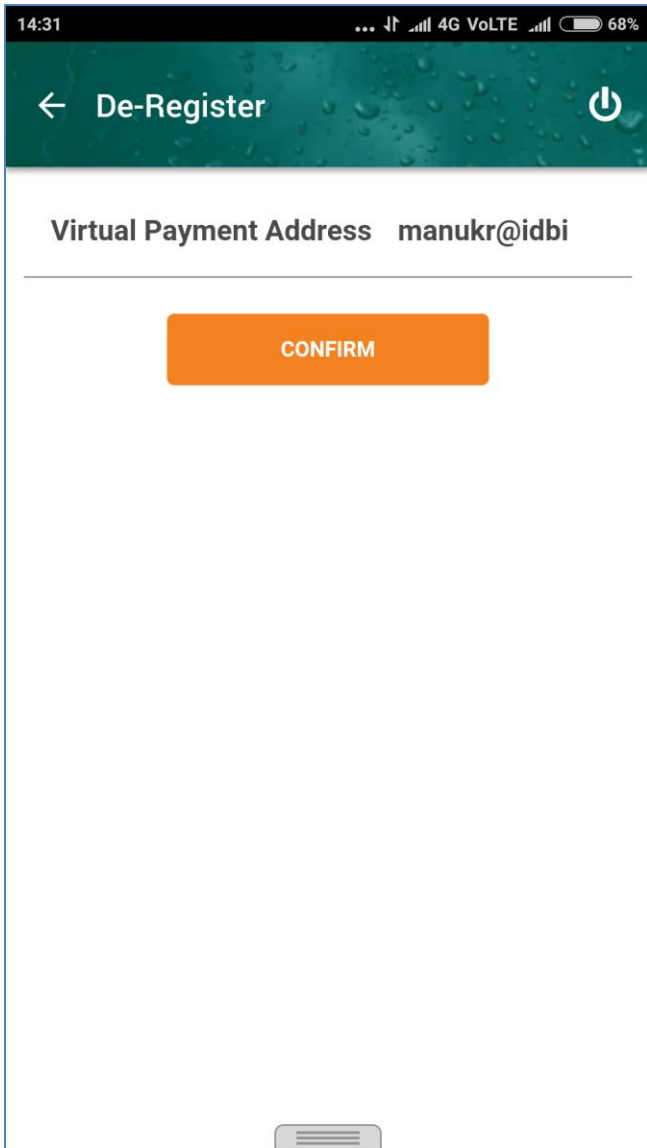 14:31 ... 4G VoLTE 68%
De-Register
Virtual Payment Address manukr@idbi
CONFIRM